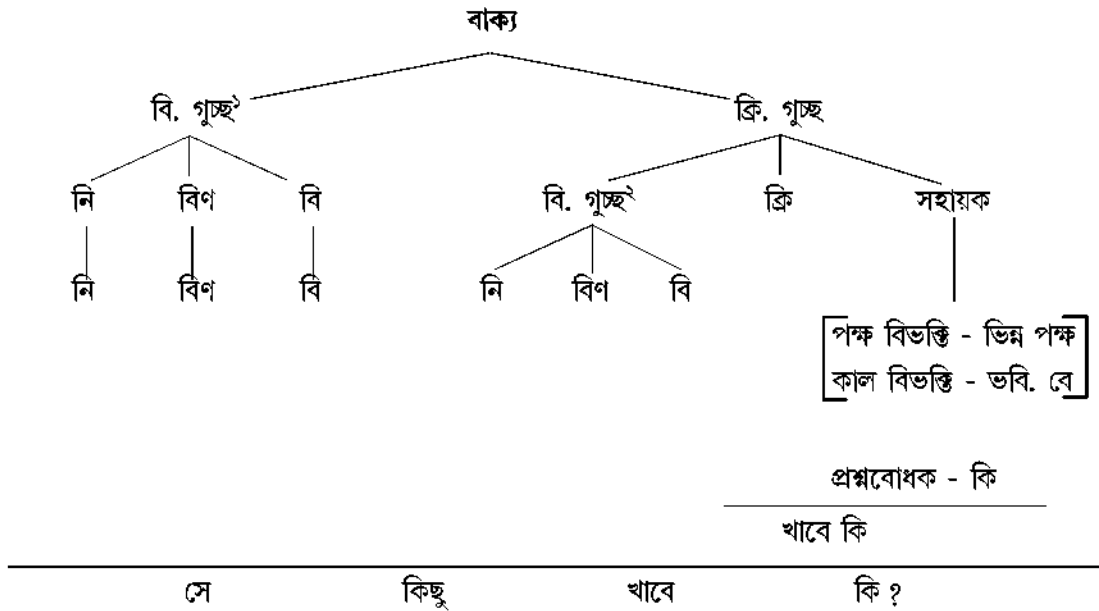 বাক্য
বি. গুচ্ছ১ ক্রি. গুচ্ছ
নি বিণ বি বি. গুচ্ছ২ ক্রি সহায়ক
নি বিণ বি নি বিণ বি
পক্ষ বিভক্তি - ভিন্ন পক্ষ
কাল বিভক্তি - ভবি. বে
প্রশ্নবোধক - কি
খাবে কি
সে কিছু খাবে কি ?